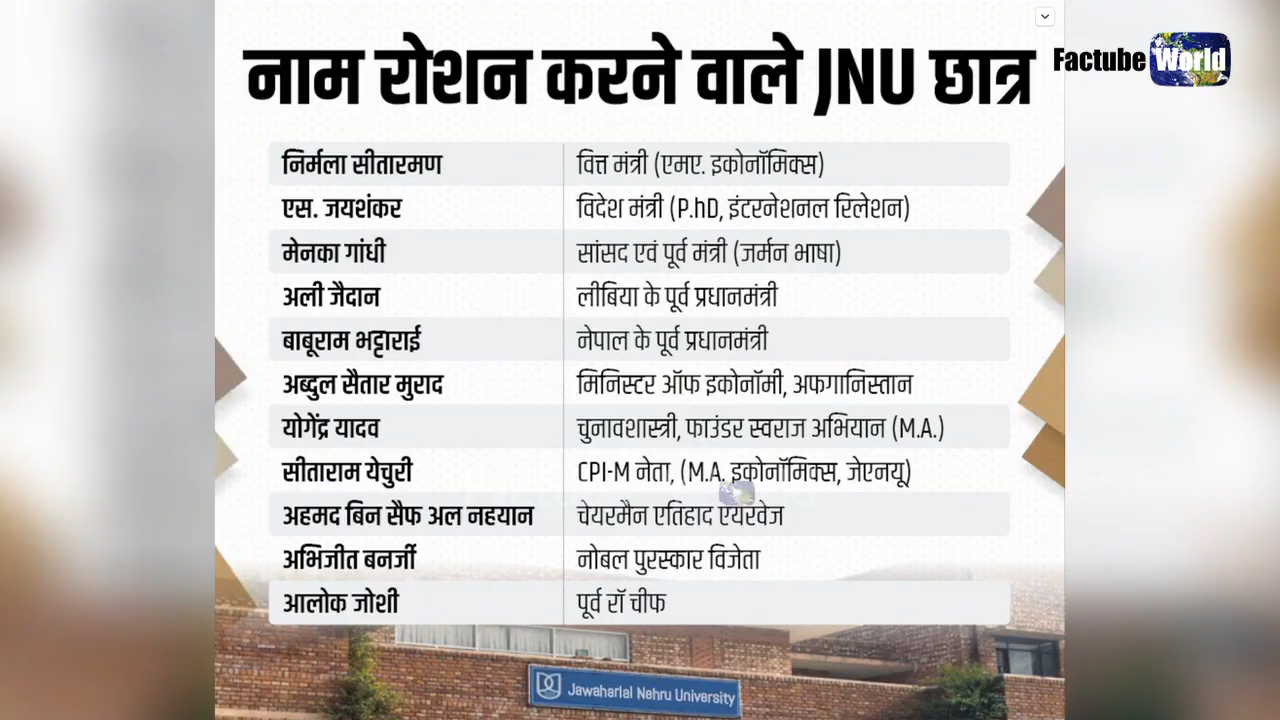 नाम रोशन करने वाले JNU छात्र
Factube World
निर्मला सीतारमण वित्त मंत्री (एमए. इकोनॉमिक्स)
एस. जयशंकर विदेश मंत्री (P.hD, इंटरनेशनल रिलेशन)
मेनका गांधी सांसद एवं पूर्व मंत्री (जर्मन भाषा)
अली जैदान लीबिया के पूर्व प्रधानमंत्री
बाबूराम भट्टाराई नेपाल के पूर्व प्रधानमंत्री
अब्दुल सैतार मुराद मिनिस्टर ऑफ इकोनॉमी, अफगानिस्तान
योगेंद्र यादव चुनावशास्त्री, फाउंडर स्वराज अभियान (M.A.)
सीताराम येचुरी CPI-M नेता, (M.A. इकोनॉमिक्स, जेएनयू)
अहमद बिन सैफ अल नहयान चेयरमैन एतिहाद एयरवेज
अभिजीत बनर्जी नोबल पुरस्कार विजेता
आलोक जोशी पूर्व रॉ चीफ
Jawaharlal Nehru University